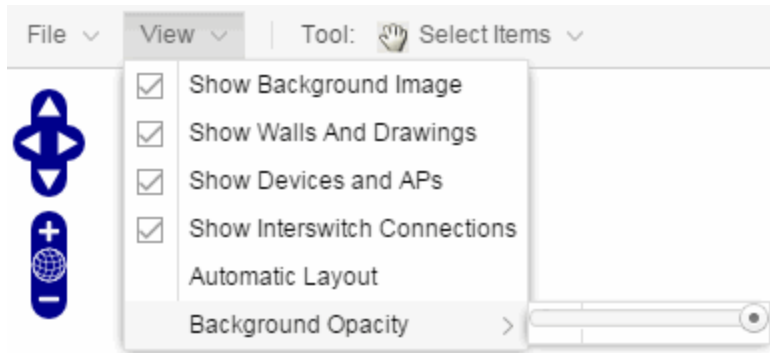 File View Tool: Select Items
Show Background Image
Show Walls And Drawings
Show Devices and APs
Show Interswitch Connections
Automatic Layout
Background Opacity